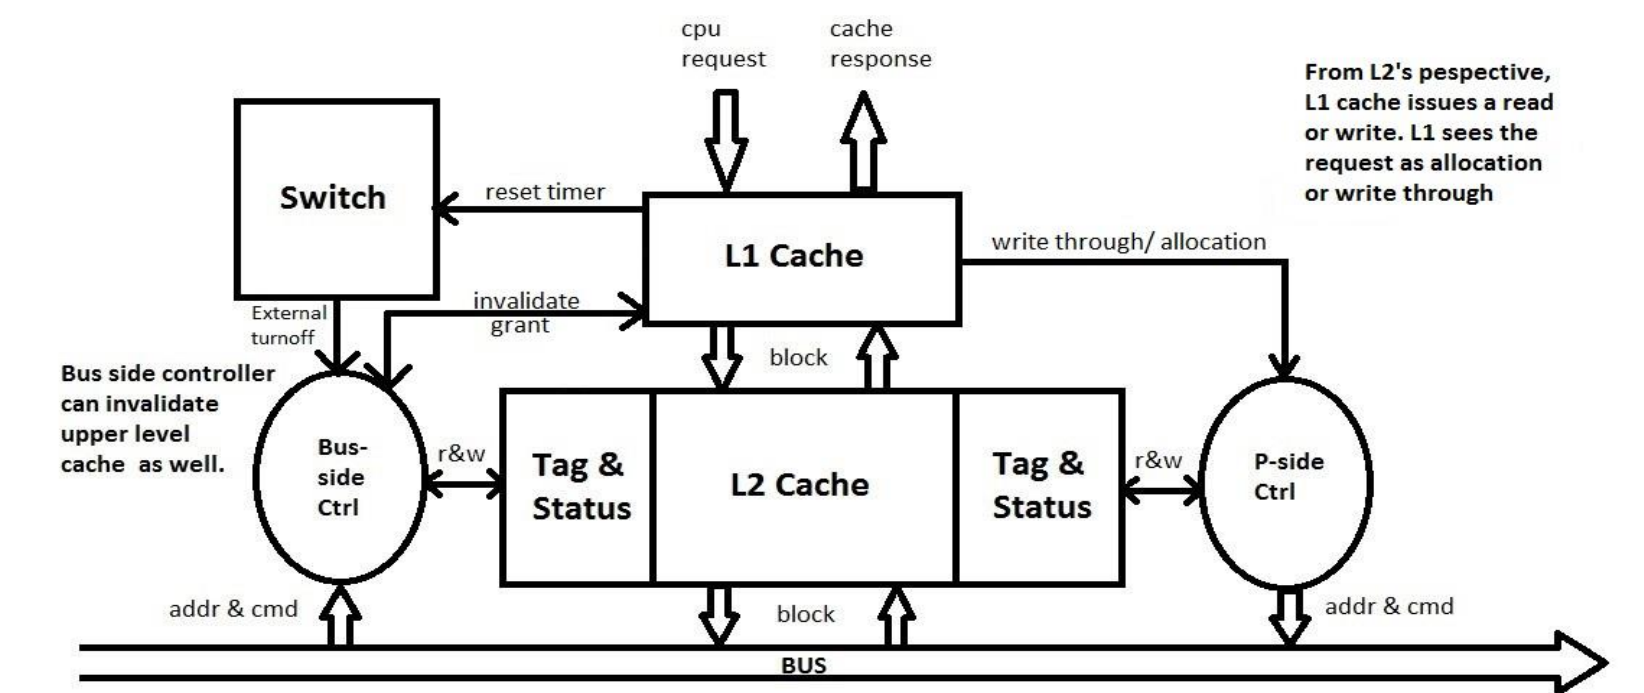 cpu
request
cache
response
From L2's pespective,
L1 cache issues a read
or write. L1 sees the
request as allocation
or write through
Switch
reset timer
L1 Cache
write through/ allocation
External
turnoff
invalidate
grant
block
Bus side controller
can invalidate
upper level
cache as well.
Bus-
side
Ctrl
r&w
Tag &
Status
L2 Cache
Tag &
Status
r&w
P-side
Ctrl
addr & cmd
block
addr & cmd
BUS